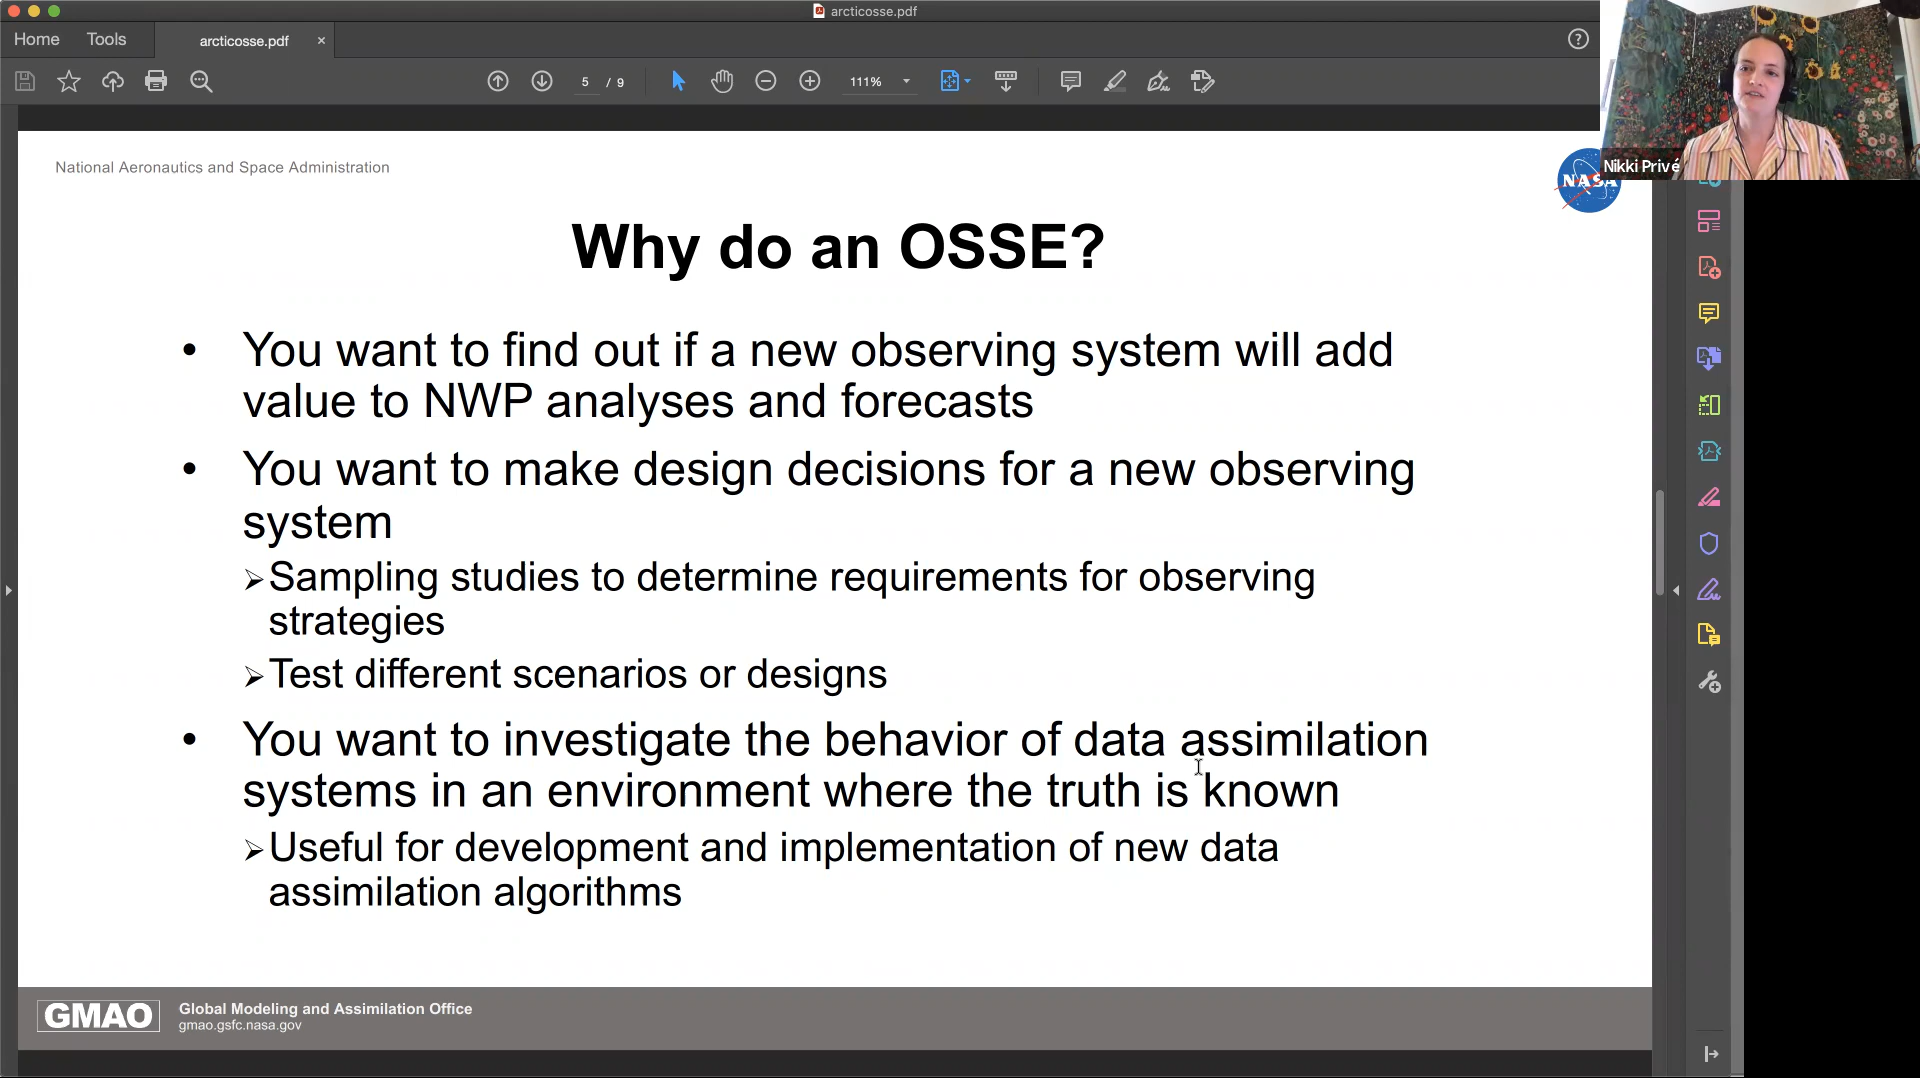 arcticosse.pdf
Home Tools arcticosse.pdf ×
5 / 9 111%
Nikki Privé
National Aeronautics and Space Administration
NASA
Why do an OSSE?
• You want to find out if a new observing system will add
value to NWP analyses and forecasts
• You want to make design decisions for a new observing
system
➢Sampling studies to determine requirements for observing
strategies
➢Test different scenarios or designs
• You want to investigate the behavior of data assimilation
systems in an environment where the truth is known
➢Useful for development and implementation of new data
assimilation algorithms
GMAO Global Modeling and Assimilation Office
gmao.gsfc.nasa.gov